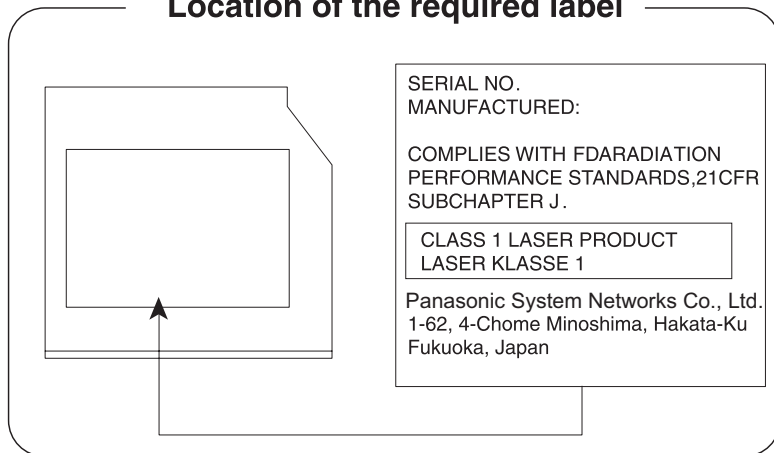 Location of the required label
SERIAL NO.
MANUFACTURED:
COMPLIES WITH FDARADIATION
PERFORMANCE STANDARDS,21CFR
SUBCHAPTER J.
CLASS 1 LASER PRODUCT
LASER KLASSE 1
Panasonic System Networks Co., Ltd.
1-62, 4-Chome Minoshima, Hakata-Ku
Fukuoka, Japan